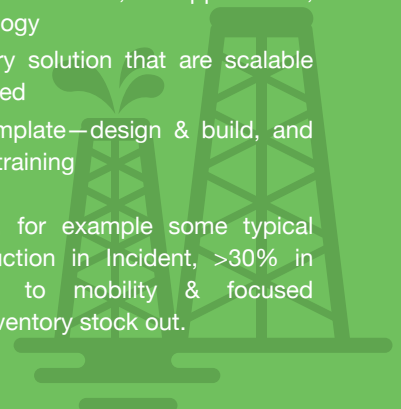 ogy
ry solution that are scalable
ed
mplate—design & build, and
training
for example some typical
uction in Incident, >30% in
to mobility & focused
ventory stock out.